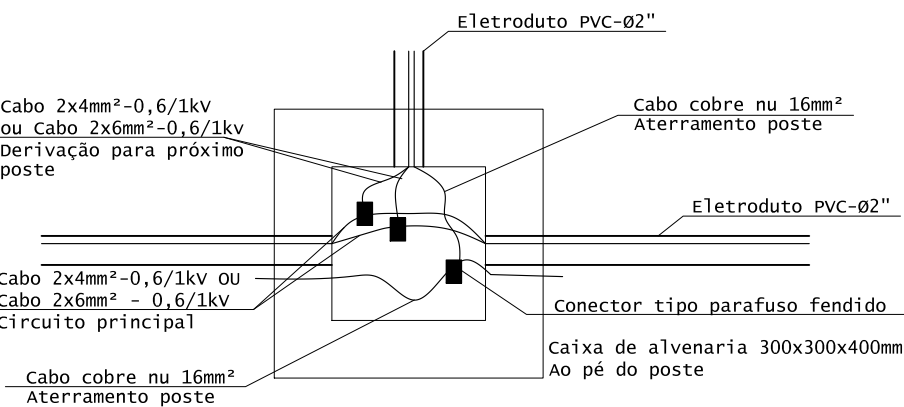 Eletroduto PVC-Ø2"
Cabo 2x4mm²-0,6/1kV
ou Cabo 2x6mm²-0,6/1kv
Derivação para próximo
poste
Cabo cobre nu 16mm²
Aterramento poste
Eletroduto PVC-Ø2"
Cabo 2x4mm²-0,6/1kV OU
Cabo 2x6mm² - 0,6/1kV
Circuito principal
Conector tipo parafuso fendido
Caixa de alvenaria 300x300x400mm
Ao pé do poste
Cabo cobre nu 16mm²
Aterramento poste